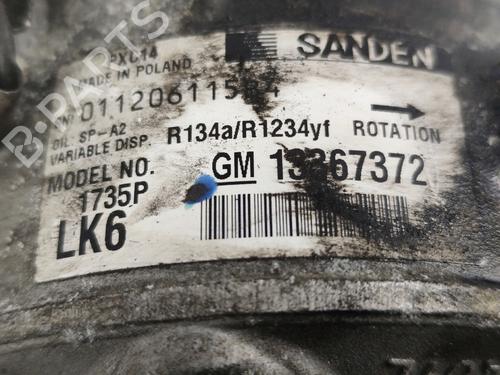 SANDEN
PXC14
MADE IN POLAND
OIL. SP-A2
VARIABLE DISP.
R134a/R1234yf
ROTATION
MODEL NO.
1735P
GM 13367372
LK6
B-PARTS